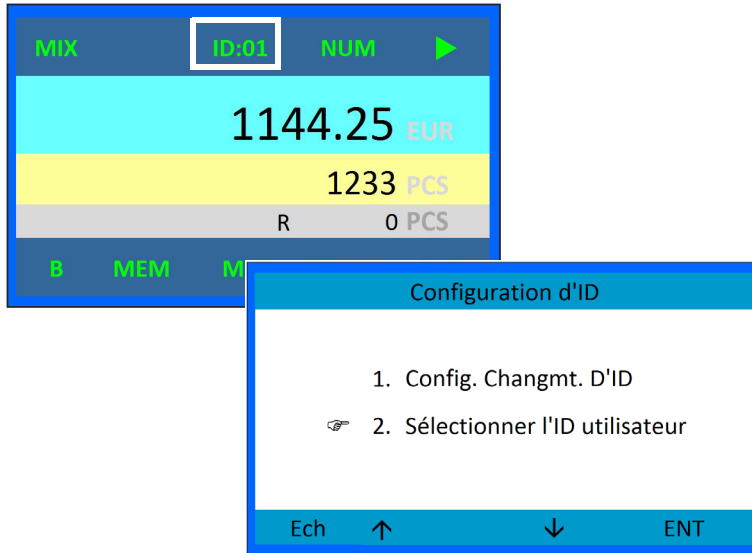 MIX ID:01 NUM
1144.25 EUR
1233 PCS
R 0 PCS
B MEM M
Configuration d'ID
1. Config. Changmt. D'ID
2. Sélectionner l'ID utilisateur
Ech ↑ ↓ ENT